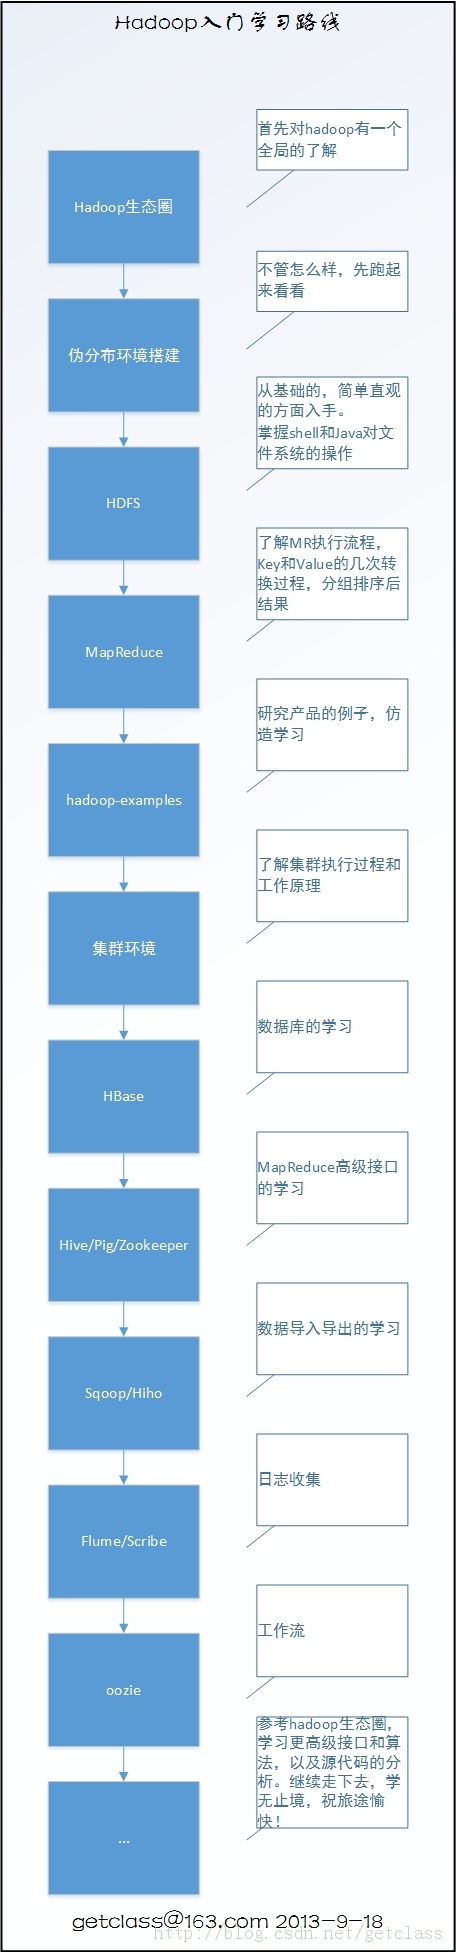 Hadoop入门学习路线
首先对hadoop有一个
全局的了解
Hadoop生态圈
不管怎么样，先跑起
来看看
伪分布环境搭建
从基础的，简单直观
的方面入手。
掌握shell和Java对文
件系统的操作
HDFS
了解MR执行流程，
Key和Value的几次转
换过程，分组排序后
结果
MapReduce
研究产品的例子，仿
造学习
hadoop-examples
了解集群执行过程和
工作原理
集群环境
数据库的学习
HBase
MapReduce高级接口
的学习
Hive/Pig/Zookeeper
数据导入导出的学习
Sqoop/Hiho
日志收集
Flume/Scribe
工作流
oozie
参考hadoop生态圈，
学习更高级接口和算
法，以及源代码的分
析。继续走下去，学
无止境，祝旅途愉
快！
...
getclass@163.com 2013-9-18
http://blog.csdn.net/getclass